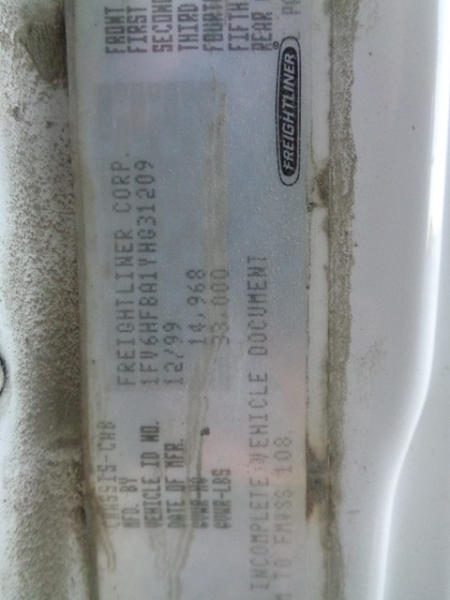 CHASSIS-CAB
MFD. BY FREIGHTLINER CORP.
VEHICLE ID NO. 1FV6HFBA1YHG31209
DATE OF MFR. 12/99
GVWR-KG 14,968
GVWR-LBS 33,000
INCOMPLETE VEHICLE DOCUMENT
TO FMVSS 108.
FRONT
FIRST
SECOND
THIRD
FOURTH
FIFTH
REAR
FREIGHTLINER
®